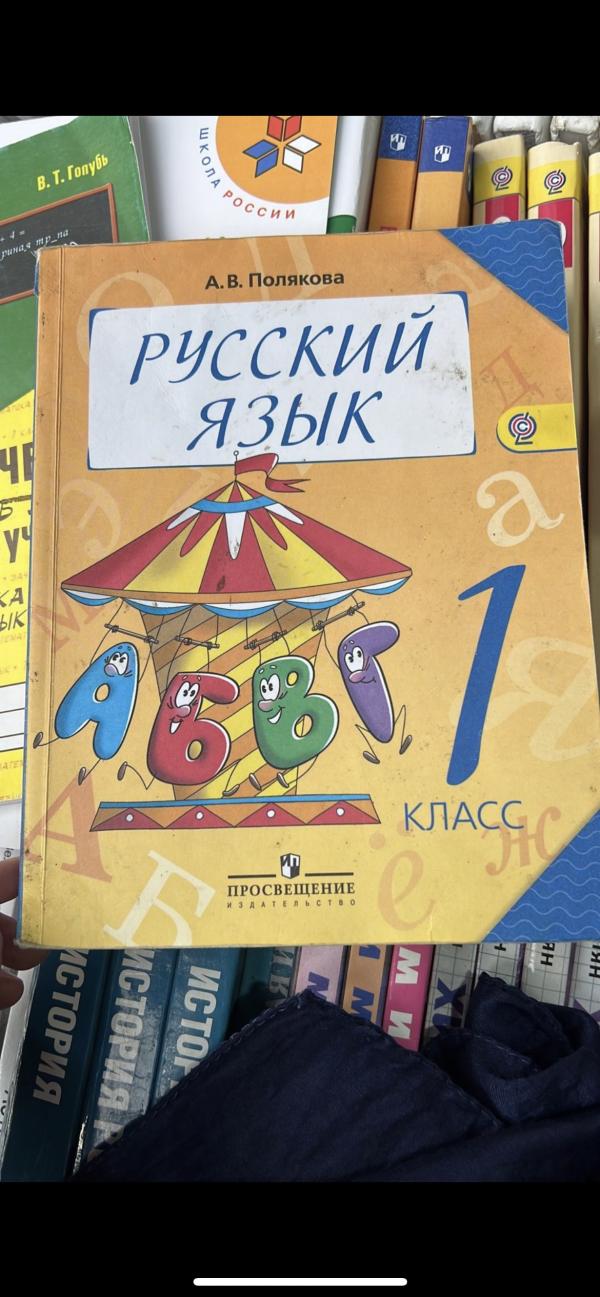 В. Т. Голубь
ШКОЛА РОССИИ
А. В. Полякова
РУССКИЙ
ЯЗЫК
а
А Б В Г
1
КЛАСС
ПРОСВЕЩЕНИЕ
ИЗДАТЕЛЬСТВО
ё
ж
А
Б
Я
Э
М
Д
ИСТОРИЯ
ИСТОРИЯ
ИСТОРИЯ